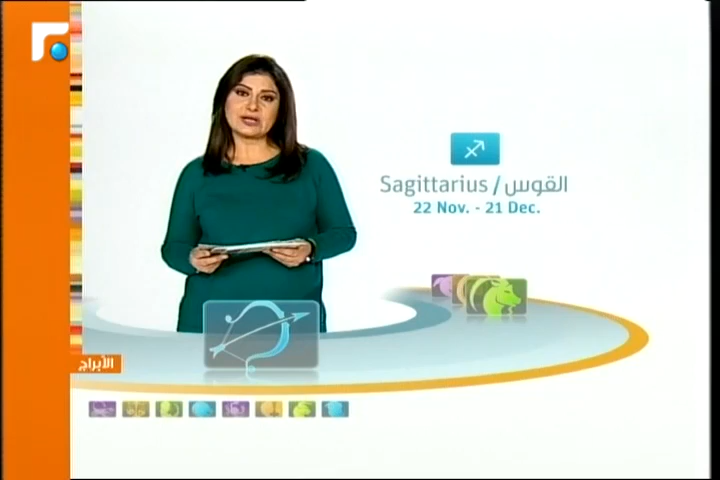 Sagittarius / القوس
22 Nov. - 21 Dec.
الأبراج